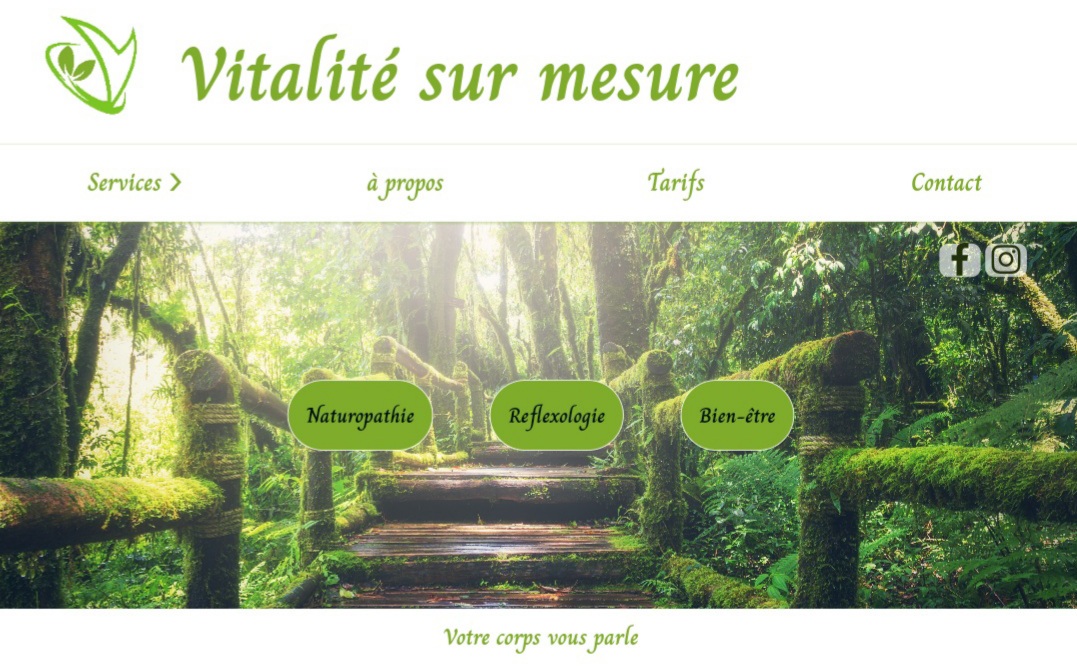 Vitalité sur mesure
Services à propos Tarifs Contact
Naturopathie Reflexologie Bien-être
Votre corps vous parle